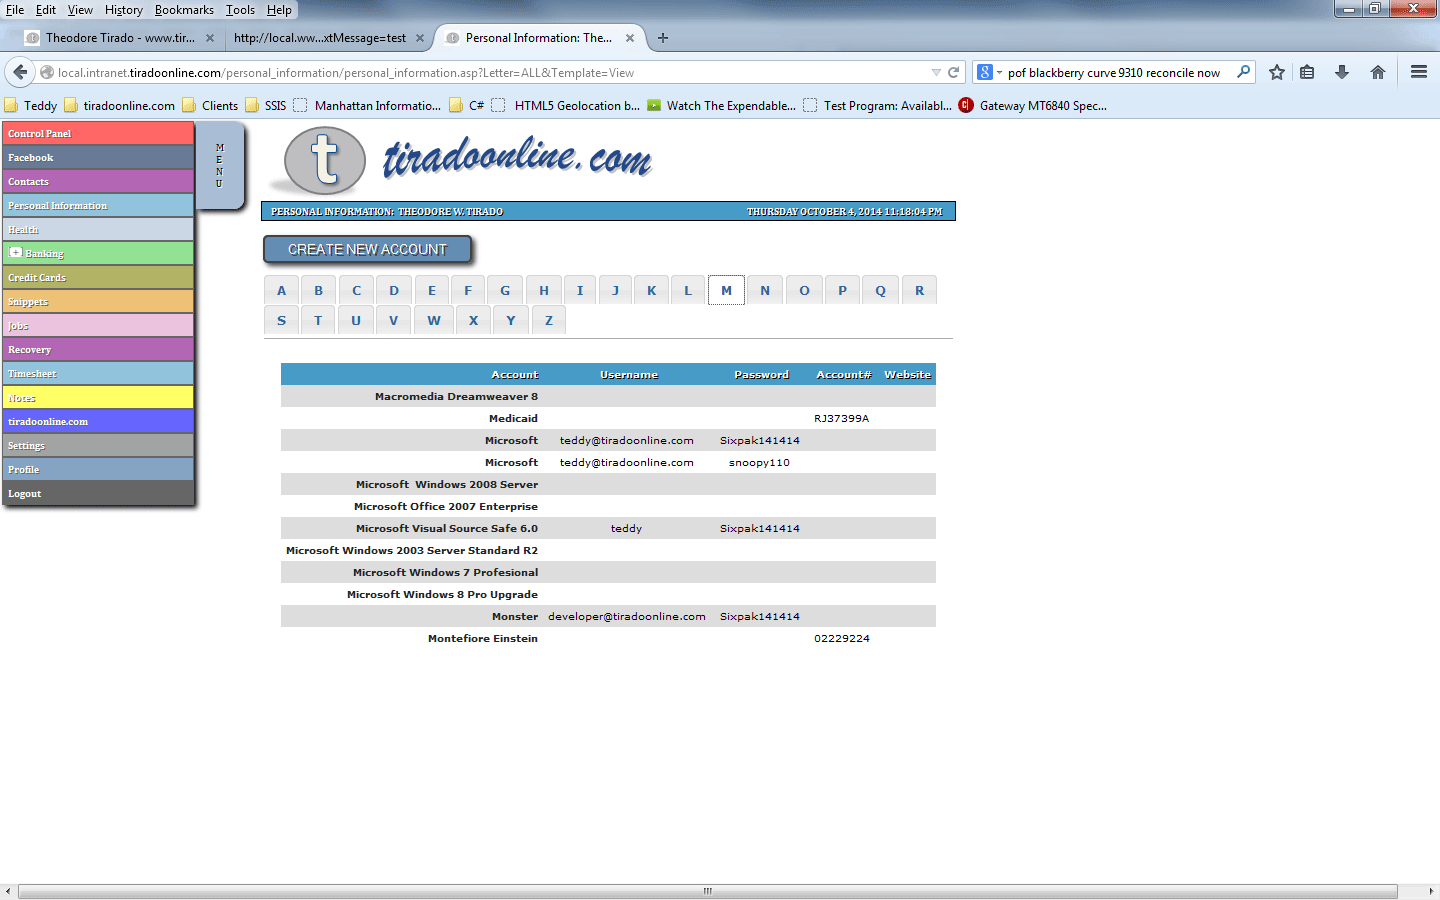 File Edit View History Bookmarks Tools Help
Theodore Tirado - www.tir... × http://local.ww...xtMessage=test × Personal Information: The... × +
local.intranet.tiradoonline.com/personal_information/personal_information.asp?Letter=ALL&Template=View
pof blackberry curve 9310 reconcile now
Teddy tiradoonline.com Clients SSIS Manhattan Informatio... C# HTML5 Geolocation b... Watch The Expendable... Test Program: Availabl... Gateway MT6840 Spec...
Control Panel
Facebook
Contacts
Personal Information
Health
Banking
Credit Cards
Snippets
Jobs
Recovery
Timesheet
Notes
tiradoonline.com
Settings
Profile
Logout
M
E
N
U
t tiradoonline.com
PERSONAL INFORMATION: THEODORE W. TIRADO THURSDAY OCTOBER 4, 2014 11:18:04 PM
CREATE NEW ACCOUNT
A B C D E F G H I J K L M N O P Q R
S T U V W X Y Z
Account Username Password Account# Website
Macromedia Dreamweaver 8
Medicaid RJ37399A
Microsoft teddy@tiradoonline.com Sixpak141414
Microsoft teddy@tiradoonline.com snoopy110
Microsoft Windows 2008 Server
Microsoft Office 2007 Enterprise
Microsoft Visual Source Safe 6.0 teddy Sixpak141414
Microsoft Windows 2003 Server Standard R2
Microsoft Windows 7 Profesional
Microsoft Windows 8 Pro Upgrade
Monster developer@tiradoonline.com Sixpak141414
Montefiore Einstein 02229224